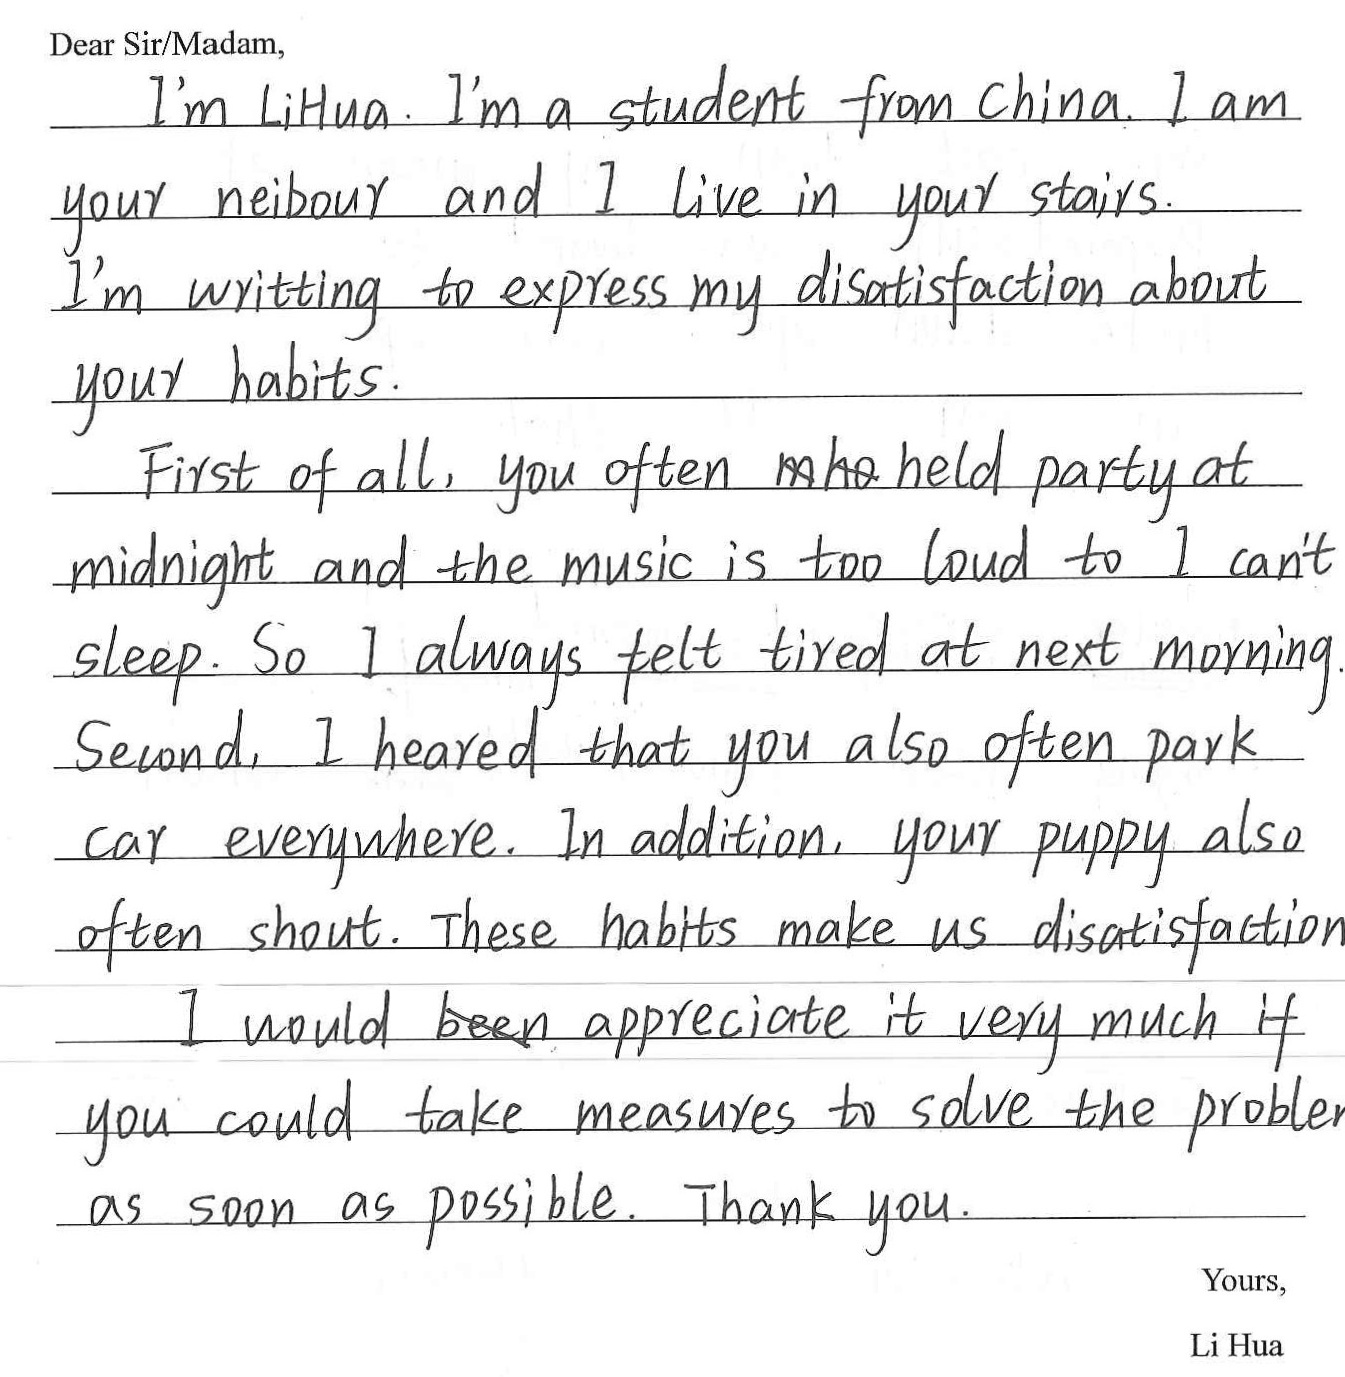 Dear Sir/Madam,
I'm LiHua. I'm a student from China. I am
your neibour and I live in your stairs.
I'm writting to express my disatisfaction about
your habits.
First of all, you often held party at
midnight and the music is too loud to I can't
sleep. So I always felt tired at next morning.
Second, I heared that you also often park
car everywhere. In addition, your puppy also
often shout. These habits make us disatisfaction
I would appreciate it very much if
you could take measures to solve the problem
as soon as possible. Thank you.
Yours,
Li Hua